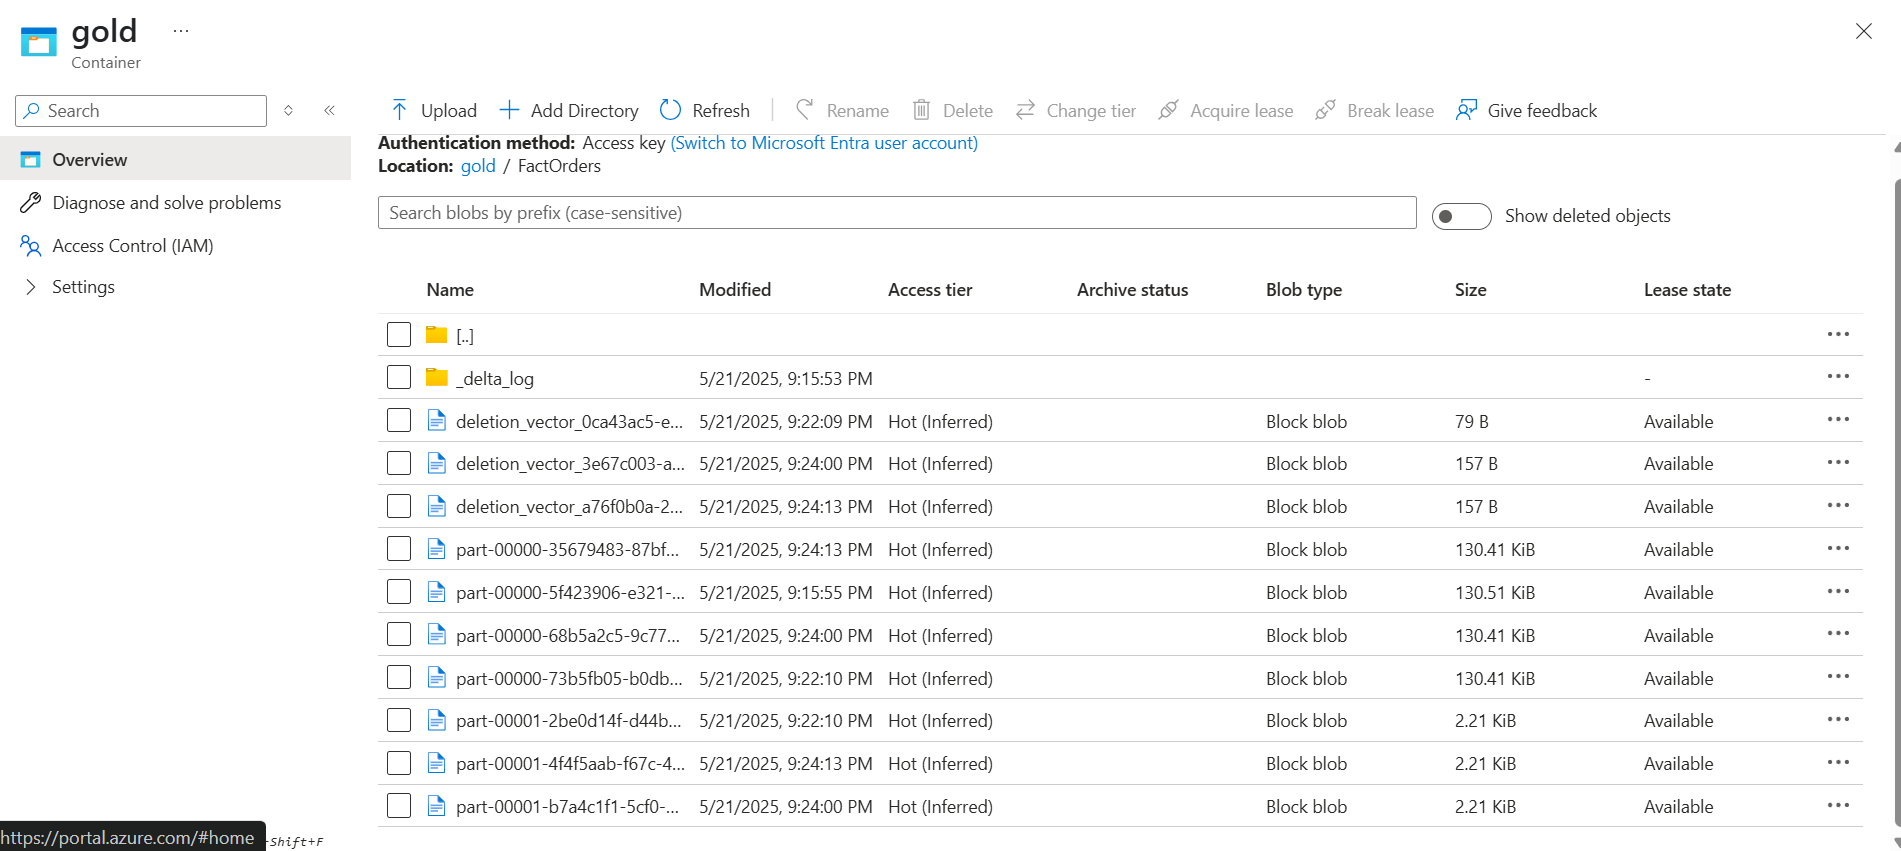 gold
...
Container
Search
Upload
Add Directory
Refresh
Rename
Delete
Change tier
Acquire lease
Break lease
Give feedback
Overview
Diagnose and solve problems
Access Control (IAM)
Settings
Authentication method: Access key (Switch to Microsoft Entra user account)
Location: gold / FactOrders
Search blobs by prefix (case-sensitive)
Show deleted objects
Name Modified Access tier Archive status Blob type Size Lease state
[..]
_delta_log 5/21/2025, 9:15:53 PM -
deletion_vector_0ca43ac5-e... 5/21/2025, 9:22:09 PM Hot (Inferred) Block blob 79 B Available
deletion_vector_3e67c003-a... 5/21/2025, 9:24:00 PM Hot (Inferred) Block blob 157 B Available
deletion_vector_a76f0b0a-2... 5/21/2025, 9:24:13 PM Hot (Inferred) Block blob 157 B Available
part-00000-35679483-87bf... 5/21/2025, 9:24:13 PM Hot (Inferred) Block blob 130.41 KiB Available
part-00000-5f423906-e321-... 5/21/2025, 9:15:55 PM Hot (Inferred) Block blob 130.51 KiB Available
part-00000-68b5a2c5-9c77... 5/21/2025, 9:24:00 PM Hot (Inferred) Block blob 130.41 KiB Available
part-00000-73b5fb05-b0db... 5/21/2025, 9:22:10 PM Hot (Inferred) Block blob 130.41 KiB Available
part-00001-2be0d14f-d44b... 5/21/2025, 9:22:10 PM Hot (Inferred) Block blob 2.21 KiB Available
part-00001-4f4f5aab-f67c-4... 5/21/2025, 9:24:13 PM Hot (Inferred) Block blob 2.21 KiB Available
part-00001-b7a4c1f1-5cf0-... 5/21/2025, 9:24:00 PM Hot (Inferred) Block blob 2.21 KiB Available
https://portal.azure.com/#home -Shift+F